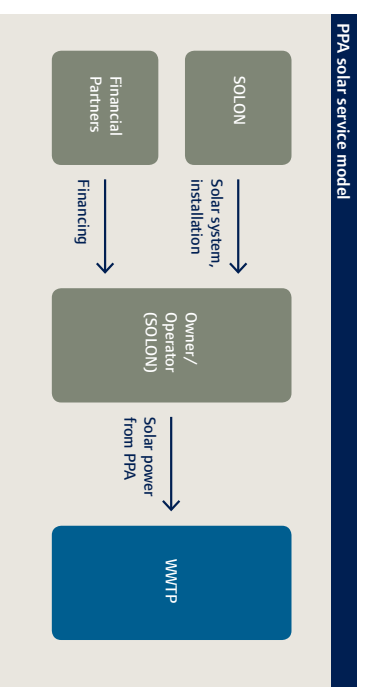 PPA solar service model
SOLON
Solar system,
installation
Financial
Partners
Financing
Owner/
Operator
(SOLON)
Solar power
from PPA
WWTP